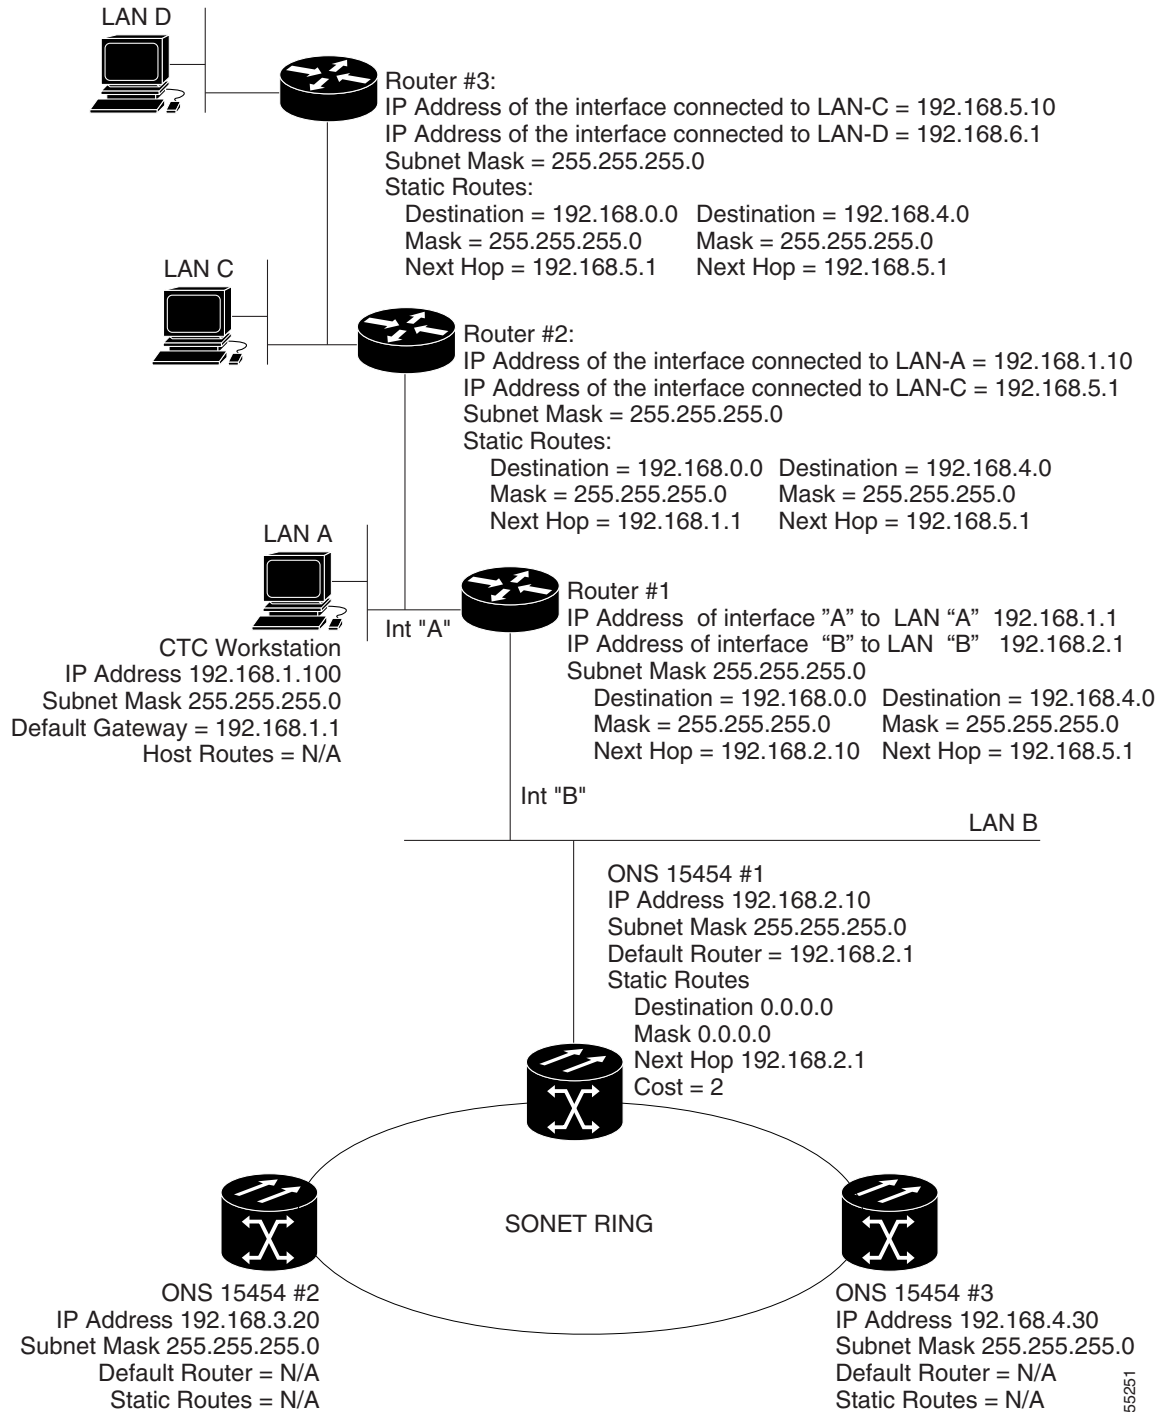 LAN D
Router #3:
IP Address of the interface connected to LAN-C = 192.168.5.10
IP Address of the interface connected to LAN-D = 192.168.6.1
Subnet Mask = 255.255.255.0
Static Routes:
Destination = 192.168.0.0 Destination = 192.168.4.0
Mask = 255.255.255.0 Mask = 255.255.255.0
Next Hop = 192.168.5.1 Next Hop = 192.168.5.1
LAN C
Router #2:
IP Address of the interface connected to LAN-A = 192.168.1.10
IP Address of the interface connected to LAN-C = 192.168.5.1
Subnet Mask = 255.255.255.0
Static Routes:
Destination = 192.168.0.0 Destination = 192.168.4.0
Mask = 255.255.255.0 Mask = 255.255.255.0
Next Hop = 192.168.1.1 Next Hop = 192.168.5.1
LAN A
Int "A"
Router #1
IP Address of interface ”A” to LAN “A” 192.168.1.1
IP Address of interface “B” to LAN “B” 192.168.2.1
Subnet Mask 255.255.255.0
Destination = 192.168.0.0 Destination = 192.168.4.0
Mask = 255.255.255.0 Mask = 255.255.255.0
Next Hop = 192.168.2.10 Next Hop = 192.168.5.1
CTC Workstation
IP Address 192.168.1.100
Subnet Mask 255.255.255.0
Default Gateway = 192.168.1.1
Host Routes = N/A
Int "B"
LAN B
ONS 15454 #1
IP Address 192.168.2.10
Subnet Mask 255.255.255.0
Default Router = 192.168.2.1
Static Routes
Destination 0.0.0.0
Mask 0.0.0.0
Next Hop 192.168.2.1
Cost = 2
SONET RING
ONS 15454 #2
IP Address 192.168.3.20
Subnet Mask 255.255.255.0
Default Router = N/A
Static Routes = N/A
ONS 15454 #3
IP Address 192.168.4.30
Subnet Mask 255.255.255.0
Default Router = N/A
Static Routes = N/A
55251